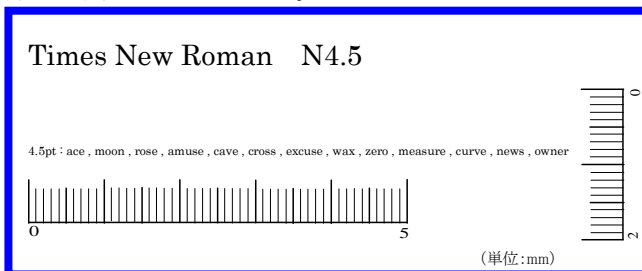 Times New Roman N4.5
4.5pt : ace , moon , rose , amuse , cave , cross , excuse , wax , zero , measure , curve , news , owner
0 5
0 2
(単位:mm)